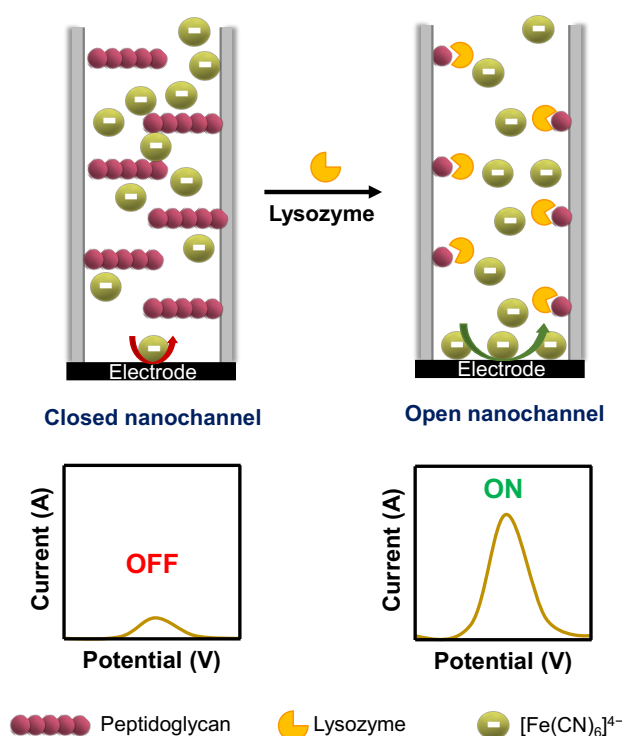 Lysozyme
Electrode
Electrode
Closed nanochannel
Open nanochannel
Current (A)
OFF
Potential (V)
Current (A)
ON
Potential (V)
Peptidoglycan
Lysozyme
[Fe(CN)₆]⁴⁻